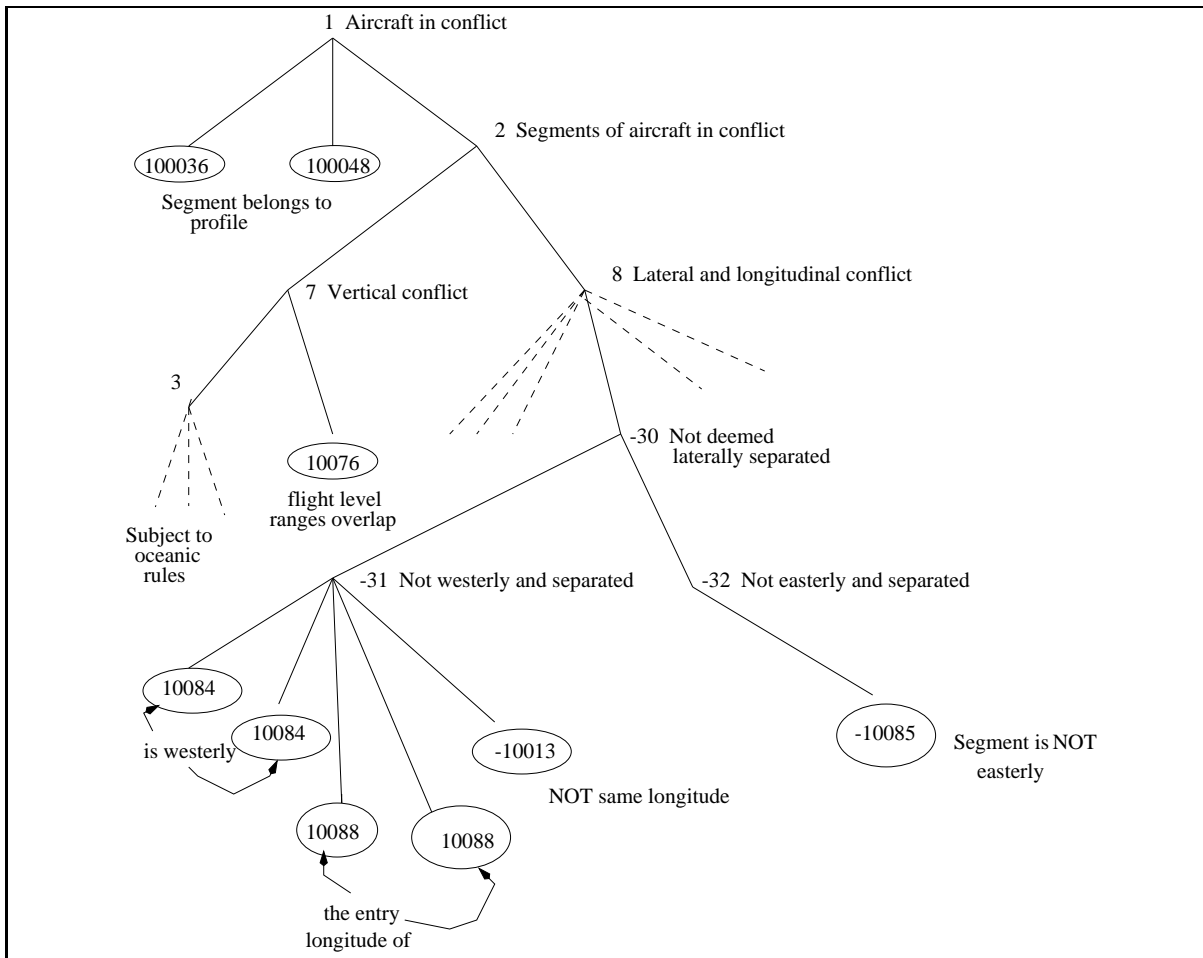 1 Aircraft in conflict
2 Segments of aircraft in conflict
100036
100048
Segment belongs to
profile
7 Vertical conflict
8 Lateral and longitudinal conflict
3
-30 Not deemed
laterally separated
10076
flight level
ranges overlap
Subject to
oceanic
rules
-31 Not westerly and separated
-32 Not easterly and separated
10084
10084
is westerly
-10013
NOT same longitude
-10085
Segment is NOT
easterly
10088
10088
the entry
longitude of